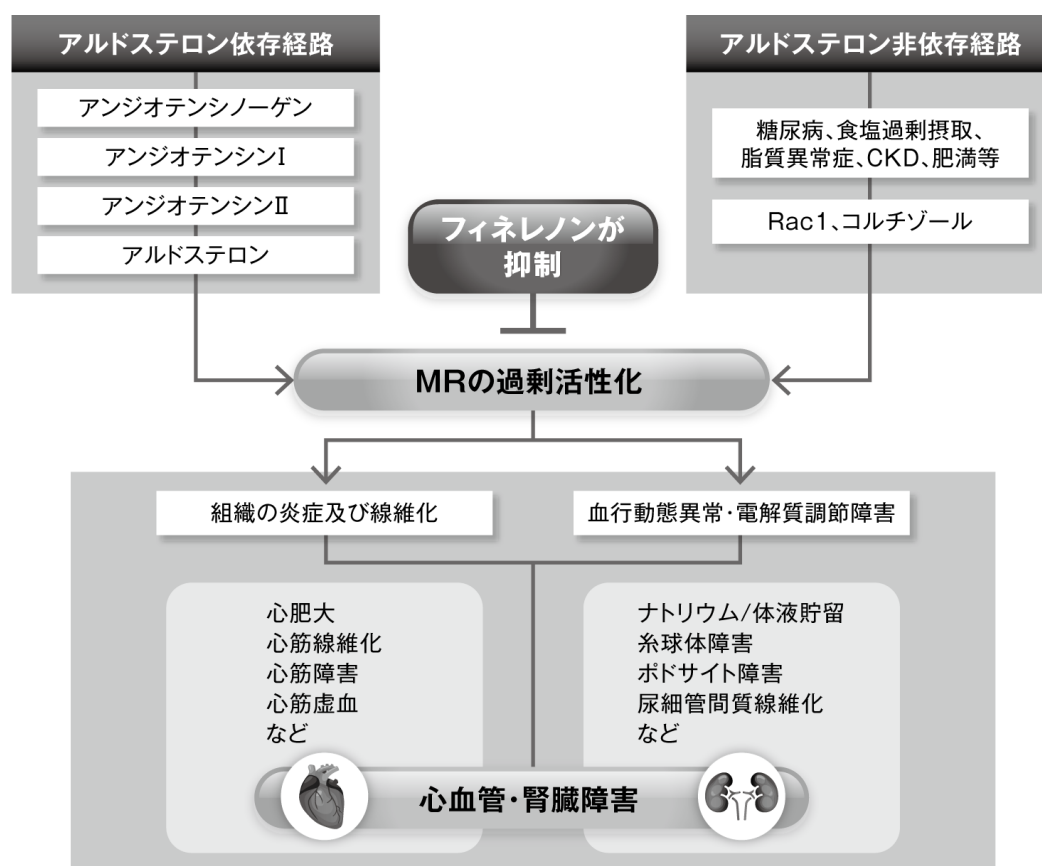 アルドステロン依存経路
アンジオテンシノーゲン
アンジオテンシンⅠ
アンジオテンシンⅡ
アルドステロン
アルドステロン非依存経路
糖尿病、食塩過剰摂取、
脂質異常症、CKD、肥満等
Rac1、コルチゾール
フィネレノンが
抑制
MRの過剰活性化
組織の炎症及び線維化
血行動態異常・電解質調節障害
心肥大
心筋線維化
心筋障害
心筋虚血
など
ナトリウム/体液貯留
糸球体障害
ポドサイト障害
尿細管間質線維化
など
心血管・腎臓障害